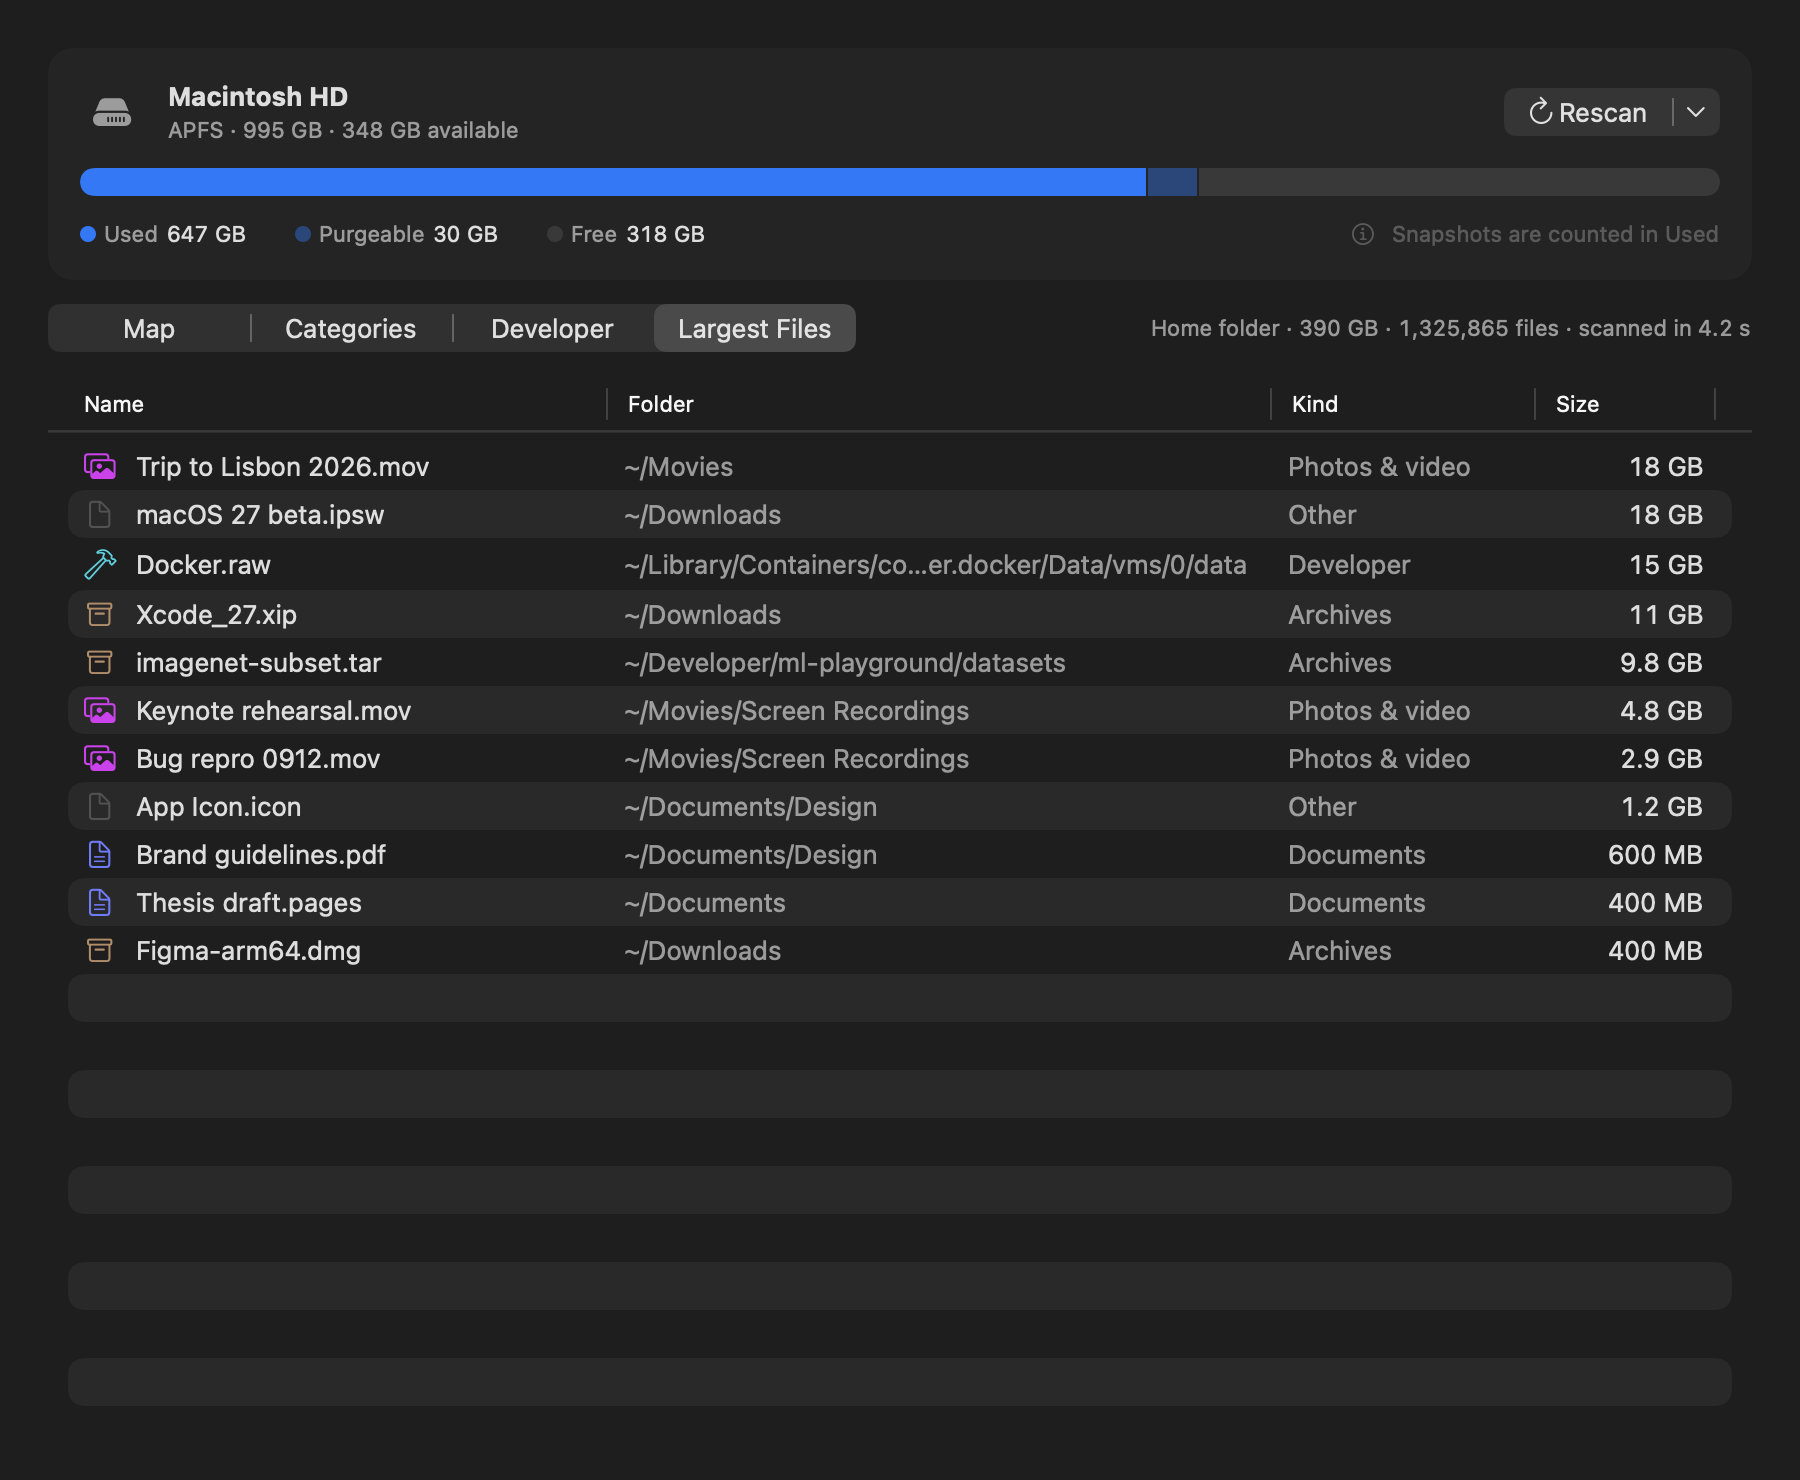 Macintosh HD
APFS · 995 GB · 348 GB available
Rescan
Used 647 GB Purgeable 30 GB Free 318 GB Snapshots are counted in Used
Map Categories Developer Largest Files Home folder · 390 GB · 1,325,865 files · scanned in 4.2 s
Name Folder Kind Size
Trip to Lisbon 2026.mov ~/Movies Photos & video 18 GB
macOS 27 beta.ipsw ~/Downloads Other 18 GB
Docker.raw ~/Library/Containers/co...er.docker/Data/vms/0/data Developer 15 GB
Xcode_27.xip ~/Downloads Archives 11 GB
imagenet-subset.tar ~/Developer/ml-playground/datasets Archives 9.8 GB
Keynote rehearsal.mov ~/Movies/Screen Recordings Photos & video 4.8 GB
Bug repro 0912.mov ~/Movies/Screen Recordings Photos & video 2.9 GB
App Icon.icon ~/Documents/Design Other 1.2 GB
Brand guidelines.pdf ~/Documents/Design Documents 600 MB
Thesis draft.pages ~/Documents Documents 400 MB
Figma-arm64.dmg ~/Downloads Archives 400 MB